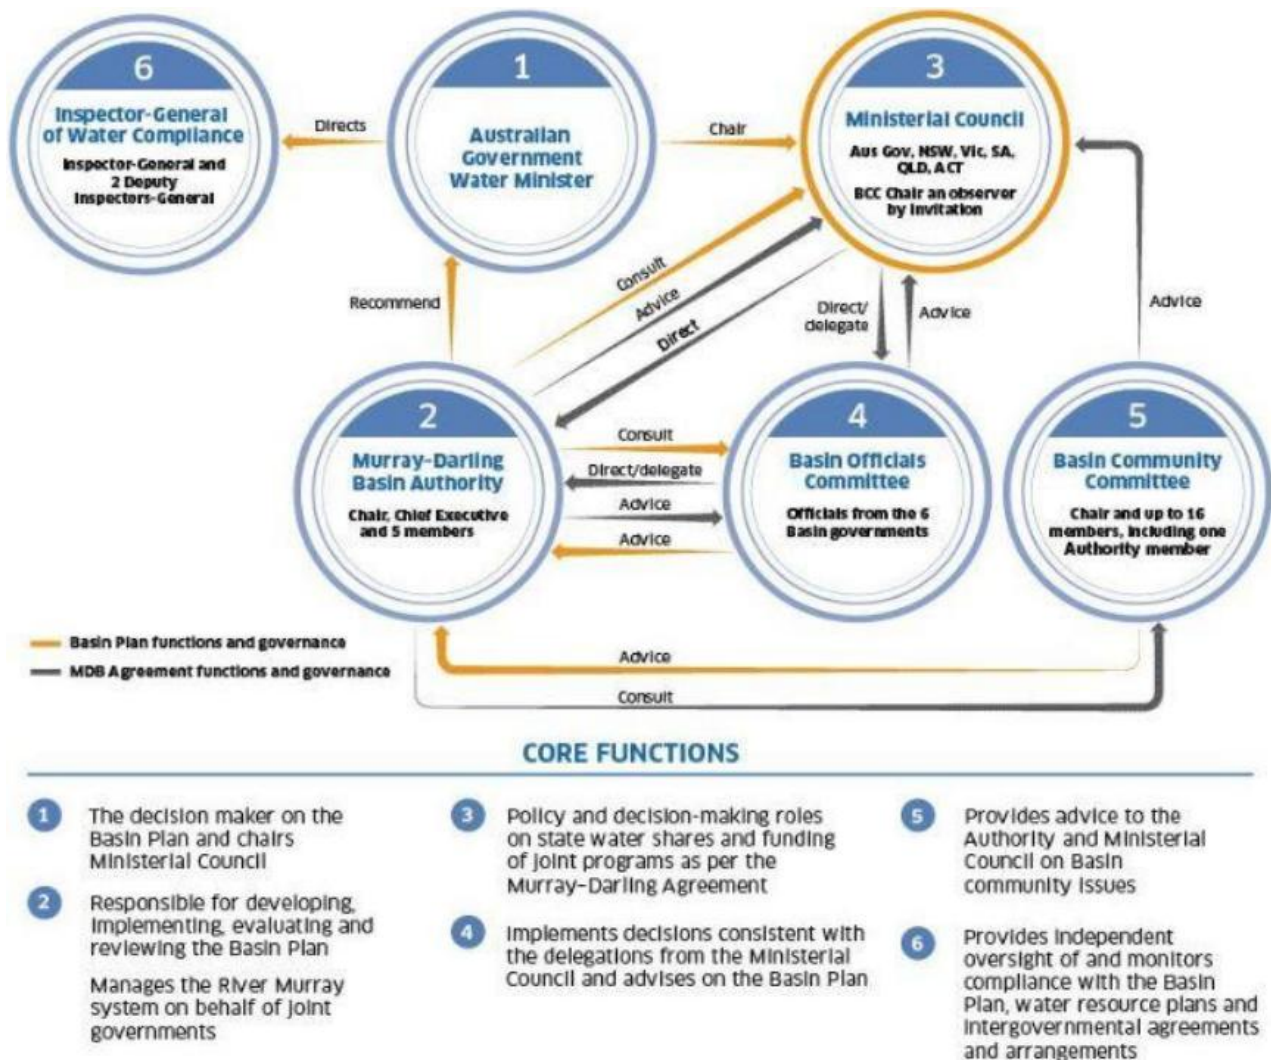 6
Inspector-General
of Water Compliance
Inspector-General and
2 Deputy
Inspectors-General
Directs
1
Australian
Government
Water Minister
Chair
3
Ministerial Council
Aus Gov, NSW, Vic, SA,
QLD, ACT
BCC Chair an observer
by invitation
Recommend
Consult
Advice
Direct
Direct/
delegate
Advice
Advice
2
Murray-Darling
Basin Authority
Chair, Chief Executive
and 5 members
Consult
Direct/delegate
Advice
Advice
4
Basin Officials
Committee
Officials from the 6
Basin governments
5
Basin Community
Committee
Chair and up to 16
members, including one
Authority member
Basin Plan functions and governance
MDB Agreement functions and governance
Advice
Consult
CORE FUNCTIONS
1
The decision maker on the
Basin Plan and chairs
Ministerial Council
2
Responsible for developing,
implementing, evaluating and
reviewing the Basin Plan
Manages the River Murray
system on behalf of joint
governments
3
Policy and decision-making roles
on state water shares and funding
of joint programs as per the
Murray-Darling Agreement
4
Implements decisions consistent with
the delegations from the Ministerial
Council and advises on the Basin Plan
5
Provides advice to the
Authority and Ministerial
Council on Basin
community issues
6
Provides independent
oversight of and monitors
compliance with the Basin
Plan, water resource plans and
intergovernmental agreements
and arrangements